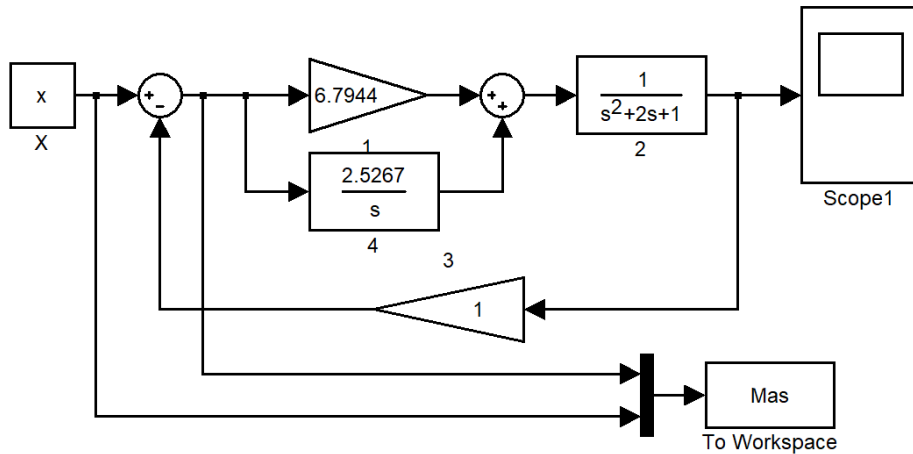 x
X
+
−
6.7944
1
2.5267
s
4
+
+
1
s2+2s+1
2
Scope1
3
1
Mas
To Workspace